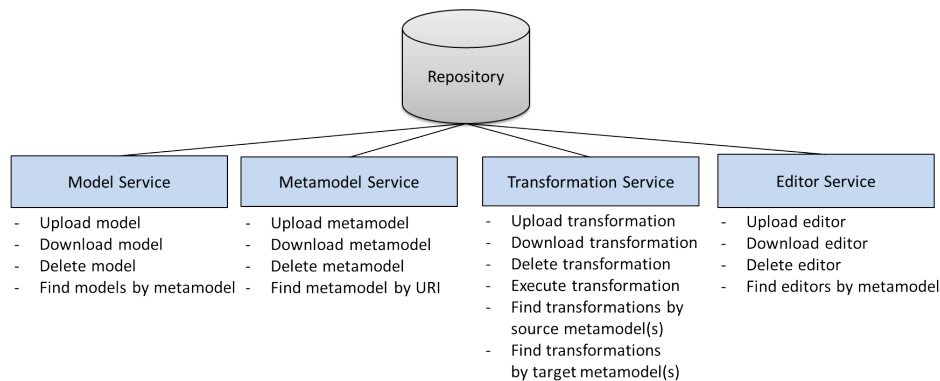 Repository
Model Service
- Upload model
- Download model
- Delete model
- Find models by metamodel
Metamodel Service
- Upload metamodel
- Download metamodel
- Delete metamodel
- Find metamodel by URI
Transformation Service
- Upload transformation
- Download transformation
- Delete transformation
- Execute transformation
- Find transformations by
source metamodel(s)
- Find transformations
by target metamodel(s)
Editor Service
- Upload editor
- Download editor
- Delete editor
- Find editors by metamodel